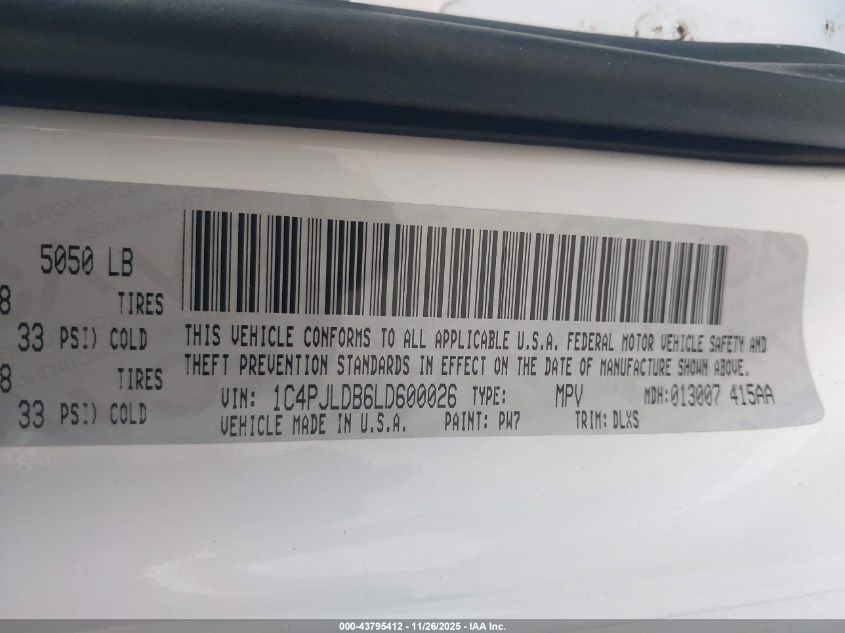 5050 LB
8 TIRES
33 PSI) COLD
8 TIRES
33 PSI) COLD
THIS VEHICLE CONFORMS TO ALL APPLICABLE U.S.A. FEDERAL MOTOR VEHICLE SAFETY AND
THEFT PREVENTION STANDARDS IN EFFECT ON THE DATE OF MANUFACTURE SHOWN ABOVE.
VIN: 1C4PJLDB6LD600026 TYPE: MPV MDH:013007 415AA
VEHICLE MADE IN U.S.A. PAINT: PW7 TRIM: DLXS
000-43795412 - 11/26/2025 - IAA Inc.